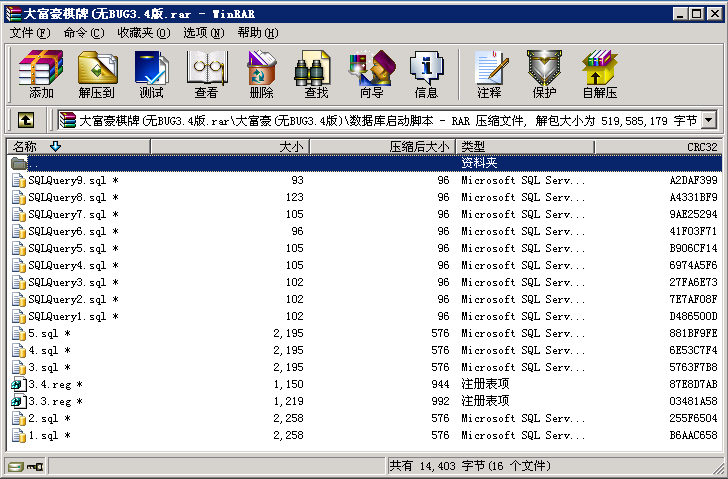 大富豪棋牌(无BUG3.4版.rar - WinRAR
文件(F) 命令(C) 收藏夹(O) 选项(N) 帮助(H)
添加 解压到 测试 查看 删除 查找 向导 信息 注释 保护 自解压
大富豪棋牌(无BUG3.4版.rar\大富豪(无BUG3.4版)\数据库启动脚本 - RAR 压缩文件, 解包大小为 519,585,179 字节
名称 大小 压缩后大小 类型 CRC32
.. 资料夹
SQLQuery9.sql * 93 96 Microsoft SQL Serv... A2DAF399
SQLQuery8.sql * 123 96 Microsoft SQL Serv... A4331BF9
SQLQuery7.sql * 105 96 Microsoft SQL Serv... 9AE25294
SQLQuery6.sql * 96 96 Microsoft SQL Serv... 41F03F71
SQLQuery5.sql * 105 96 Microsoft SQL Serv... B906CF14
SQLQuery4.sql * 105 96 Microsoft SQL Serv... 6974A5F6
SQLQuery3.sql * 102 96 Microsoft SQL Serv... 27FA6E73
SQLQuery2.sql * 102 96 Microsoft SQL Serv... 7E7AF08F
SQLQuery1.sql * 102 96 Microsoft SQL Serv... D486500D
5.sql * 2,195 576 Microsoft SQL Serv... 881BF9FE
4.sql * 2,195 576 Microsoft SQL Serv... 6E53C7F4
3.sql * 2,195 576 Microsoft SQL Serv... 5763F7B8
3.4.reg * 1,150 944 注册表项 87E8D7AB
3.3.reg * 1,219 992 注册表项 03481A58
2.sql * 2,258 576 Microsoft SQL Serv... 255F6504
1.sql * 2,258 576 Microsoft SQL Serv... B6AAC658
共有 14,403 字节(16 个文件)